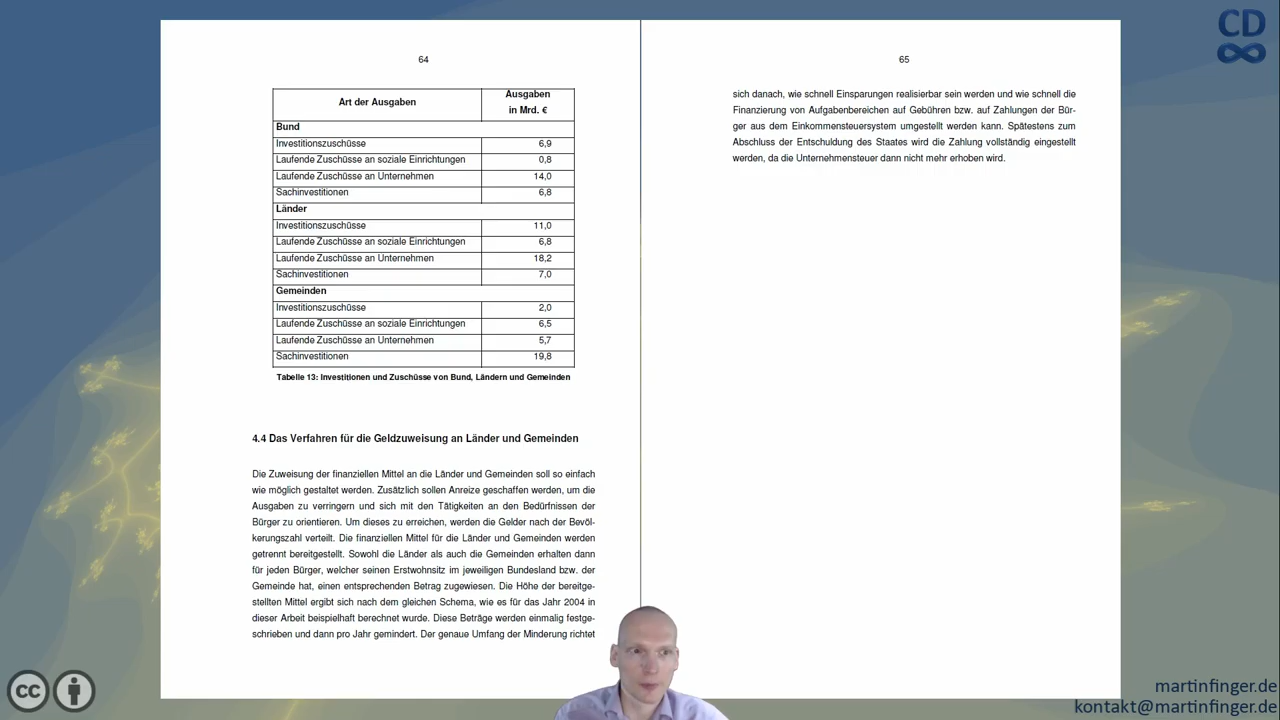 CD
64
Art der Ausgaben
Ausgaben
in Mrd. €
Bund
Investitionszuschüsse 6,9
Laufende Zuschüsse an soziale Einrichtungen 0,8
Laufende Zuschüsse an Unternehmen 14,0
Sachinvestitionen 6,8
Länder
Investitionszuschüsse 11,0
Laufende Zuschüsse an soziale Einrichtungen 6,8
Laufende Zuschüsse an Unternehmen 18,2
Sachinvestitionen 7,0
Gemeinden
Investitionszuschüsse 2,0
Laufende Zuschüsse an soziale Einrichtungen 6,5
Laufende Zuschüsse an Unternehmen 5,7
Sachinvestitionen 19,8
Tabelle 13: Investitionen und Zuschüsse von Bund, Ländern und Gemeinden
4.4 Das Verfahren für die Geldzuweisung an Länder und Gemeinden
Die Zuweisung der finanziellen Mittel an die Länder und Gemeinden soll so einfach
wie möglich gestaltet werden. Zusätzlich sollen Anreize geschaffen werden, um die
Ausgaben zu verringern und sich mit den Tätigkeiten an den Bedürfnissen der
Bürger zu orientieren. Um dieses zu erreichen, werden die Gelder nach der Bevöl-
kerungszahl verteilt. Die finanziellen Mittel für die Länder und Gemeinden werden
getrennt bereitgestellt. Sowohl die Länder als auch die Gemeinden erhalten dann
für jeden Bürger, welcher seinen Erstwohnsitz im jeweiligen Bundesland bzw. der
Gemeinde hat, einen entsprechenden Betrag zugewiesen. Die Höhe der bereitge-
stellten Mittel ergibt sich nach dem gleichen Schema, wie es für das Jahr 2004 in
dieser Arbeit beispielhaft berechnet wurde. Diese Beträge werden einmalig festge-
schrieben und dann pro Jahr gemindert. Der genaue Umfang der Minderung richtet
65
sich danach, wie schnell Einsparungen realisierbar sein werden und wie schnell die
Finanzierung von Aufgabenbereichen auf Gebühren bzw. auf Zahlungen der Bür-
ger aus dem Einkommensteuersystem umgestellt werden kann. Spätestens zum
Abschluss der Entschuldung des Staates wird die Zahlung vollständig eingestellt
werden, da die Unternehmensteuer dann nicht mehr erhoben wird.
cc
martinfinger.de
kontakt@martinfinger.de